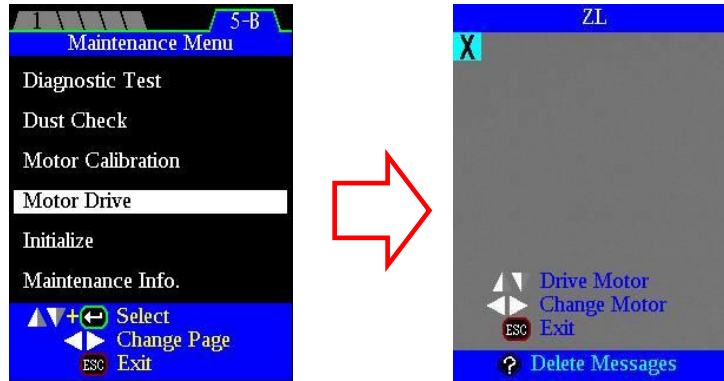 1 5-B
Maintenance Menu
Diagnostic Test
Dust Check
Motor Calibration
Motor Drive
Initialize
Maintenance Info.
+ Select
Change Page
ESC Exit
ZL
X
Drive Motor
Change Motor
ESC Exit
? Delete Messages